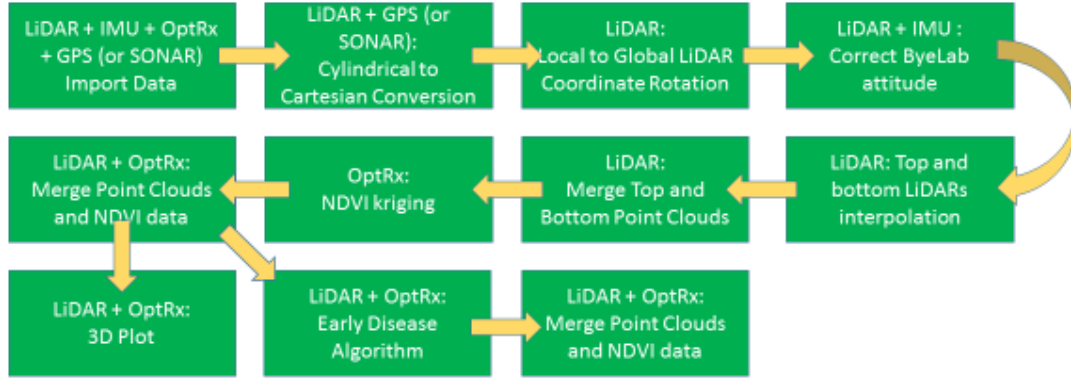 LiDAR + IMU + OptRx
+ GPS (or SONAR)
Import Data
LiDAR + GPS (or
SONAR):
Cylindrical to
Cartesian Conversion
LiDAR:
Local to Global LiDAR
Coordinate Rotation
LiDAR + IMU :
Correct ByeLab
attitude
LiDAR + OptRx:
Merge Point Clouds
and NDVI data
OptRx:
NDVI kriging
LiDAR:
Merge Top and
Bottom Point Clouds
LiDAR: Top and
bottom LiDARs
interpolation
LiDAR + OptRx:
3D Plot
LiDAR + OptRx:
Early Disease
Algorithm
LiDAR + OptRx:
Merge Point Clouds
and NDVI data